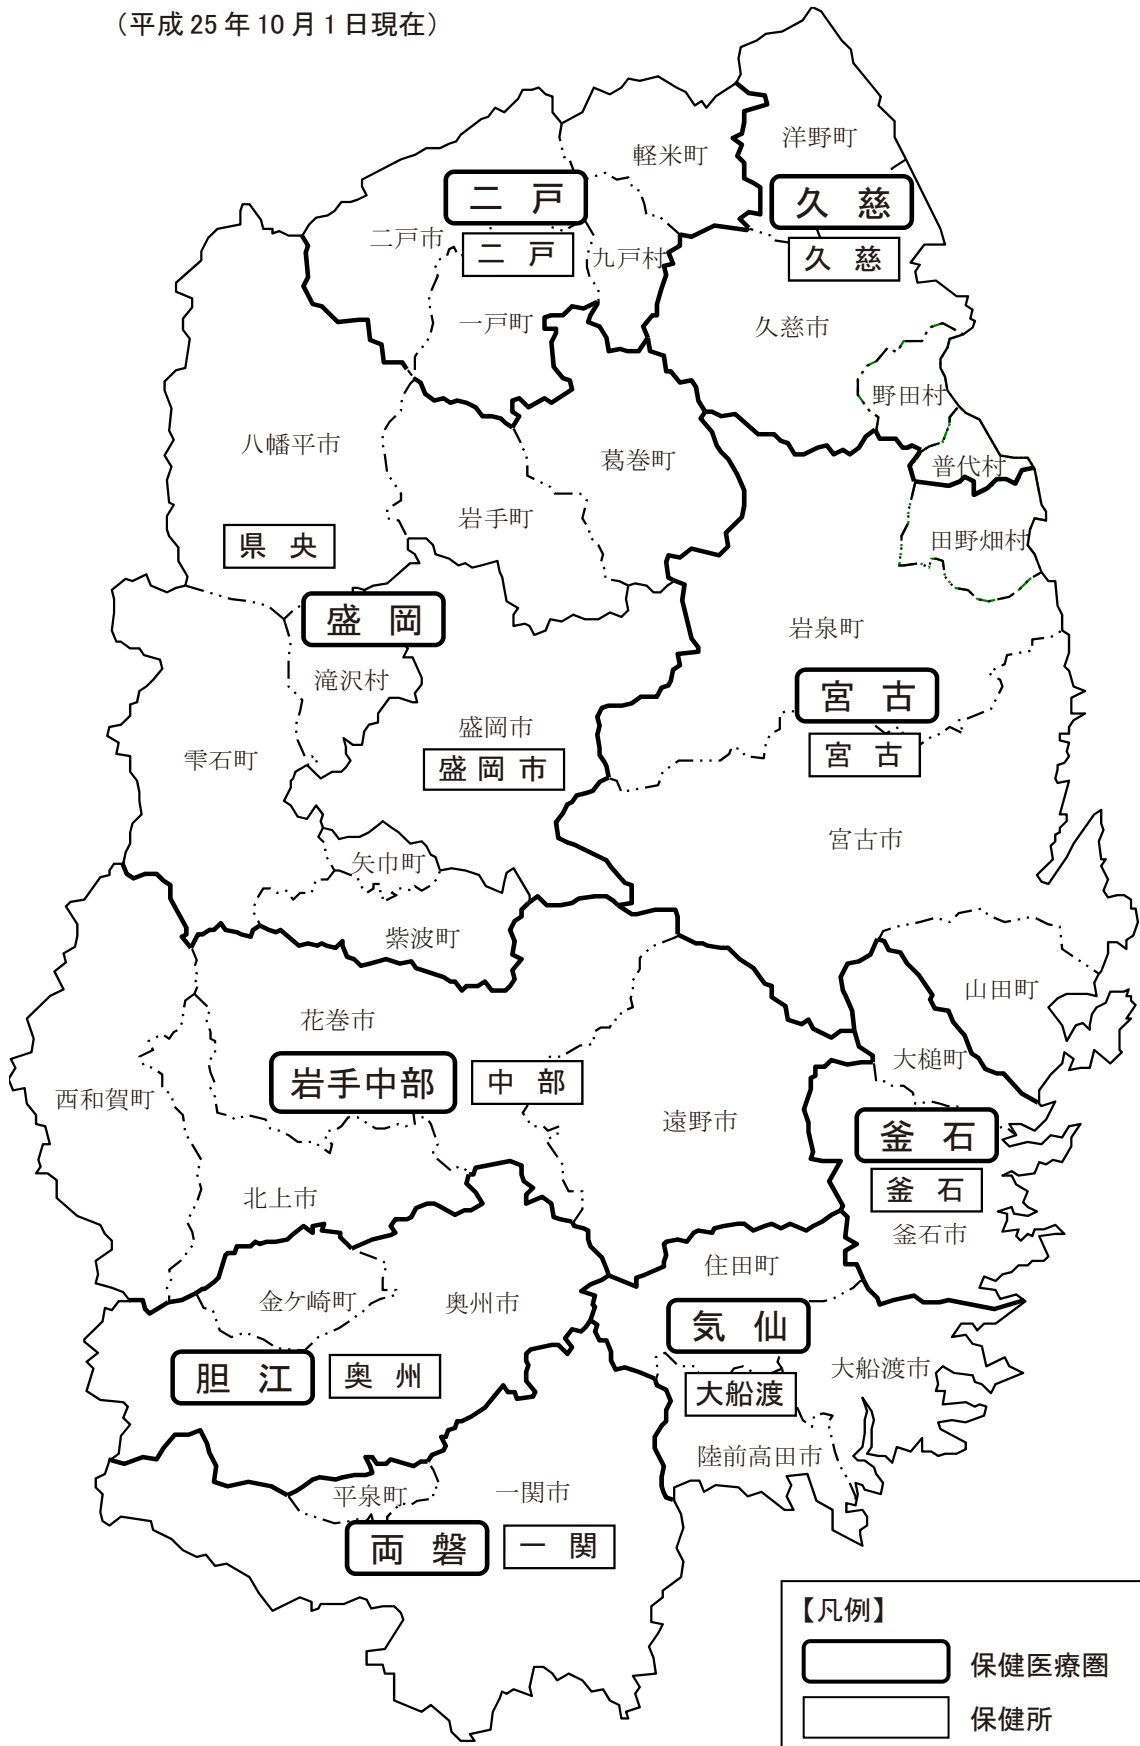 (平成25年10月1日現在)
洋野町
軽米町
二戸
久慈
二戸市
二戸
九戸村
久慈
一戸町
久慈市
野田村
八幡平市
葛巻町
普代村
岩手町
県央
田野畑村
盛岡
岩泉町
滝沢村
宮古
盛岡市
雫石町
盛岡市
宮古
宮古市
矢巾町
紫波町
山田町
花巻市
大槌町
岩手中部
中部
西和賀町
遠野市
釜石
北上市
釜石
釜石市
住田町
金ケ崎町
奥州市
気仙
胆江
奥州
大船渡市
大船渡
陸前高田市
平泉町
一関市
両磐
一関
【凡例】
保健医療圏
保健所